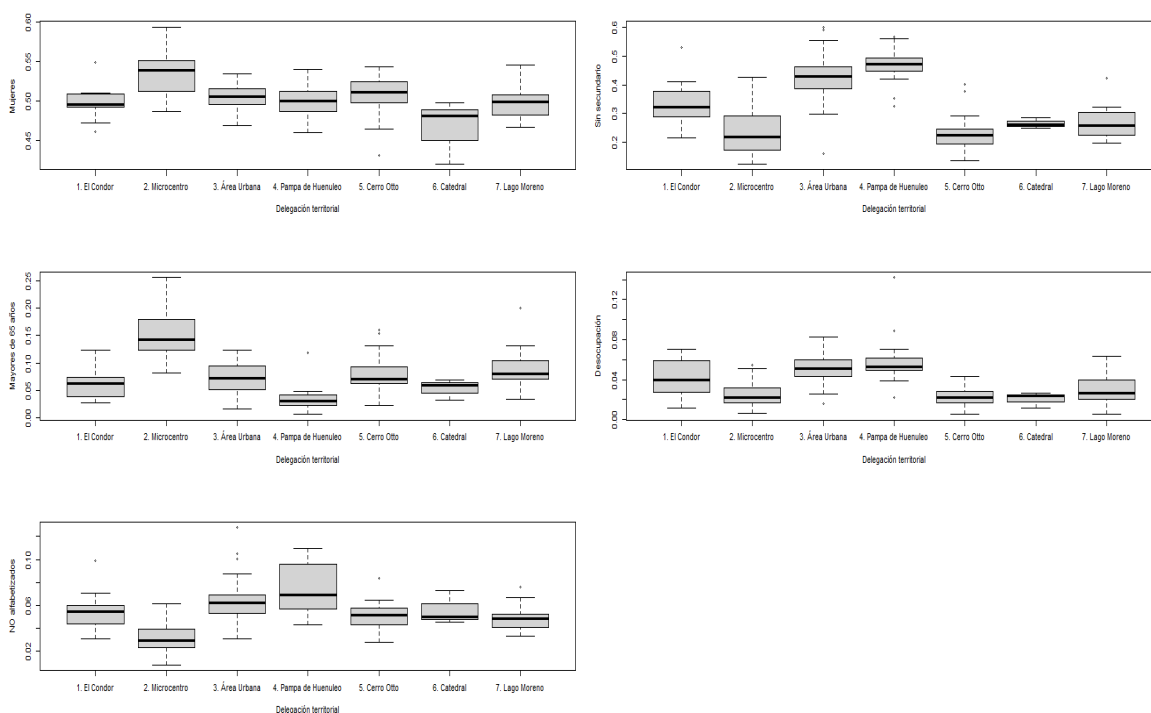 Mujeres
0.45 0.50 0.55 0.60
1. El Condor 2. Microcentro 3. Área Urbana 4. Pampa de Huenuleo 5. Cerro Otto 6. Catedral 7. Lago Moreno
Delegación territorial
Sin secundario
0.2 0.3 0.4 0.5 0.6
1. El Condor 2. Microcentro 3. Área Urbana 4. Pampa de Huenuleo 5. Cerro Otto 6. Catedral 7. Lago Moreno
Delegación territorial
Mayores de 65 años
0.00 0.05 0.10 0.15 0.20 0.25
1. El Condor 2. Microcentro 3. Área Urbana 4. Pampa de Huenuleo 5. Cerro Otto 6. Catedral 7. Lago Moreno
Delegación territorial
Desocupación
0.00 0.04 0.08 0.12
1. El Condor 2. Microcentro 3. Área Urbana 4. Pampa de Huenuleo 5. Cerro Otto 6. Catedral 7. Lago Moreno
Delegación territorial
NO alfabetizados
0.02 0.06 0.10
1. El Condor 2. Microcentro 3. Área Urbana 4. Pampa de Huenuleo 5. Cerro Otto 6. Catedral 7. Lago Moreno
Delegación territorial